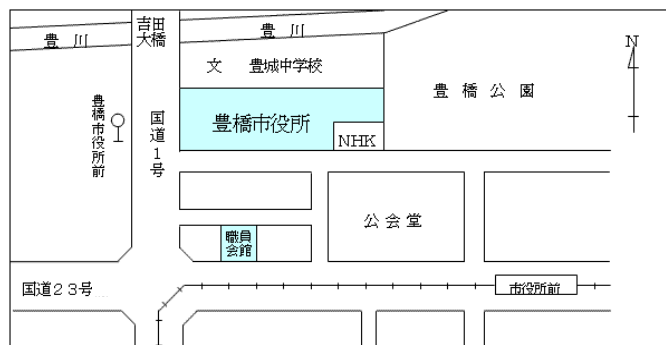 吉田
大橋
豊 川
豊 川
文 豊城中学校
豊橋公園
N
豊橋市役所前
国道1号
豊橋市役所
NHK
公会堂
職員
会館
国道23号
市役所前